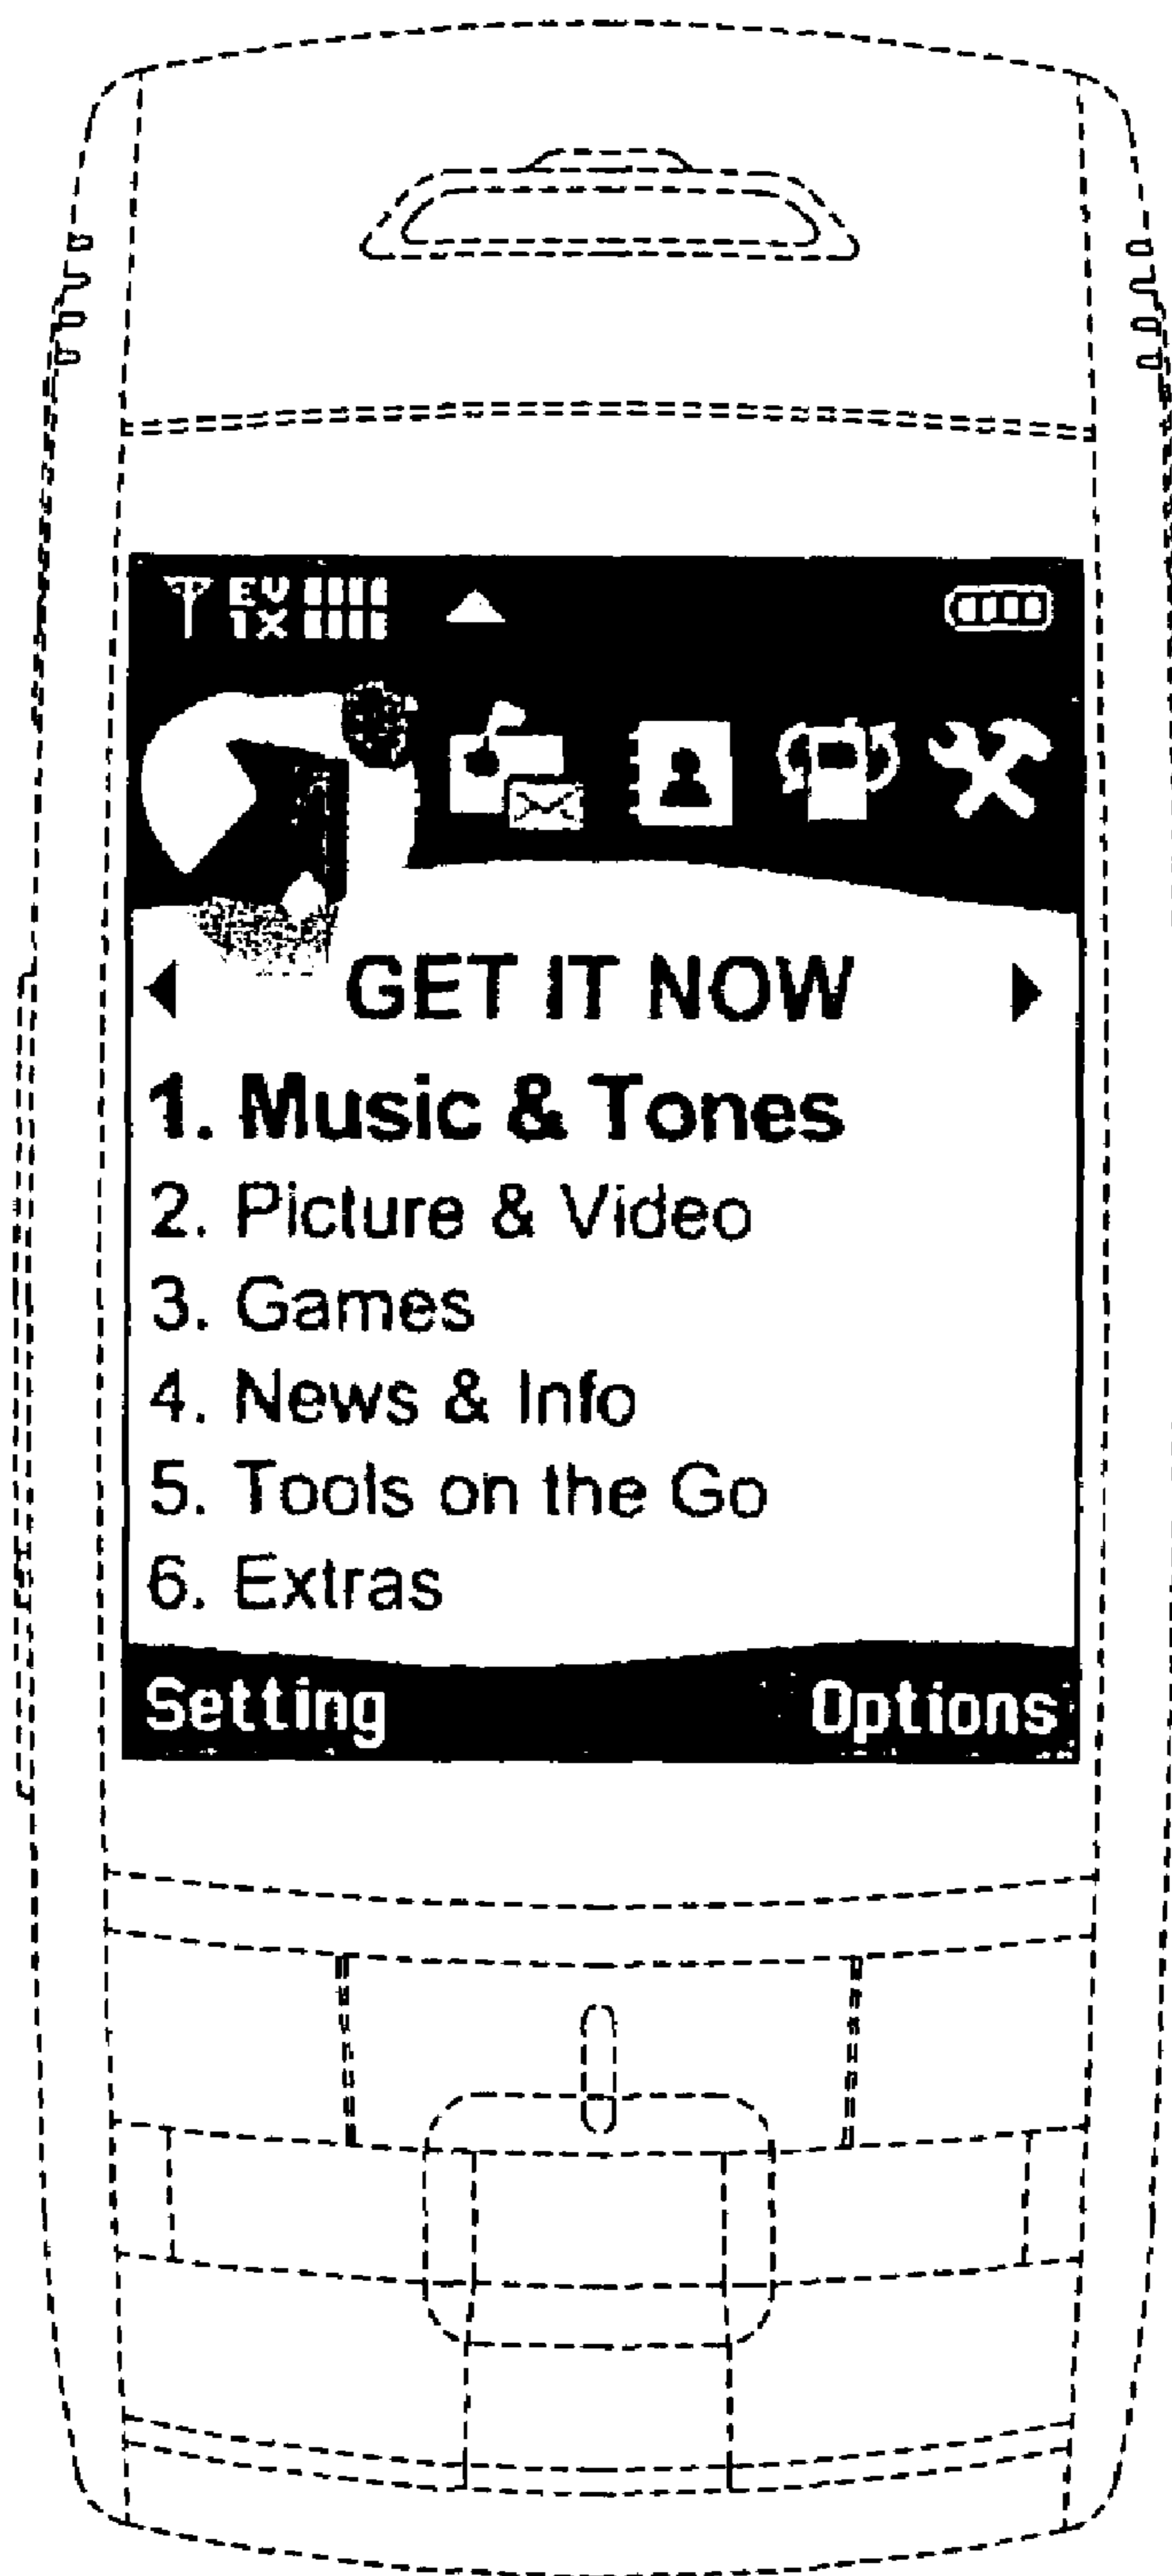 EV
1X
GET IT NOW
1. Music & Tones
2. Picture & Video
3. Games
4. News & Info
5. Tools on the Go
6. Extras
Setting Options